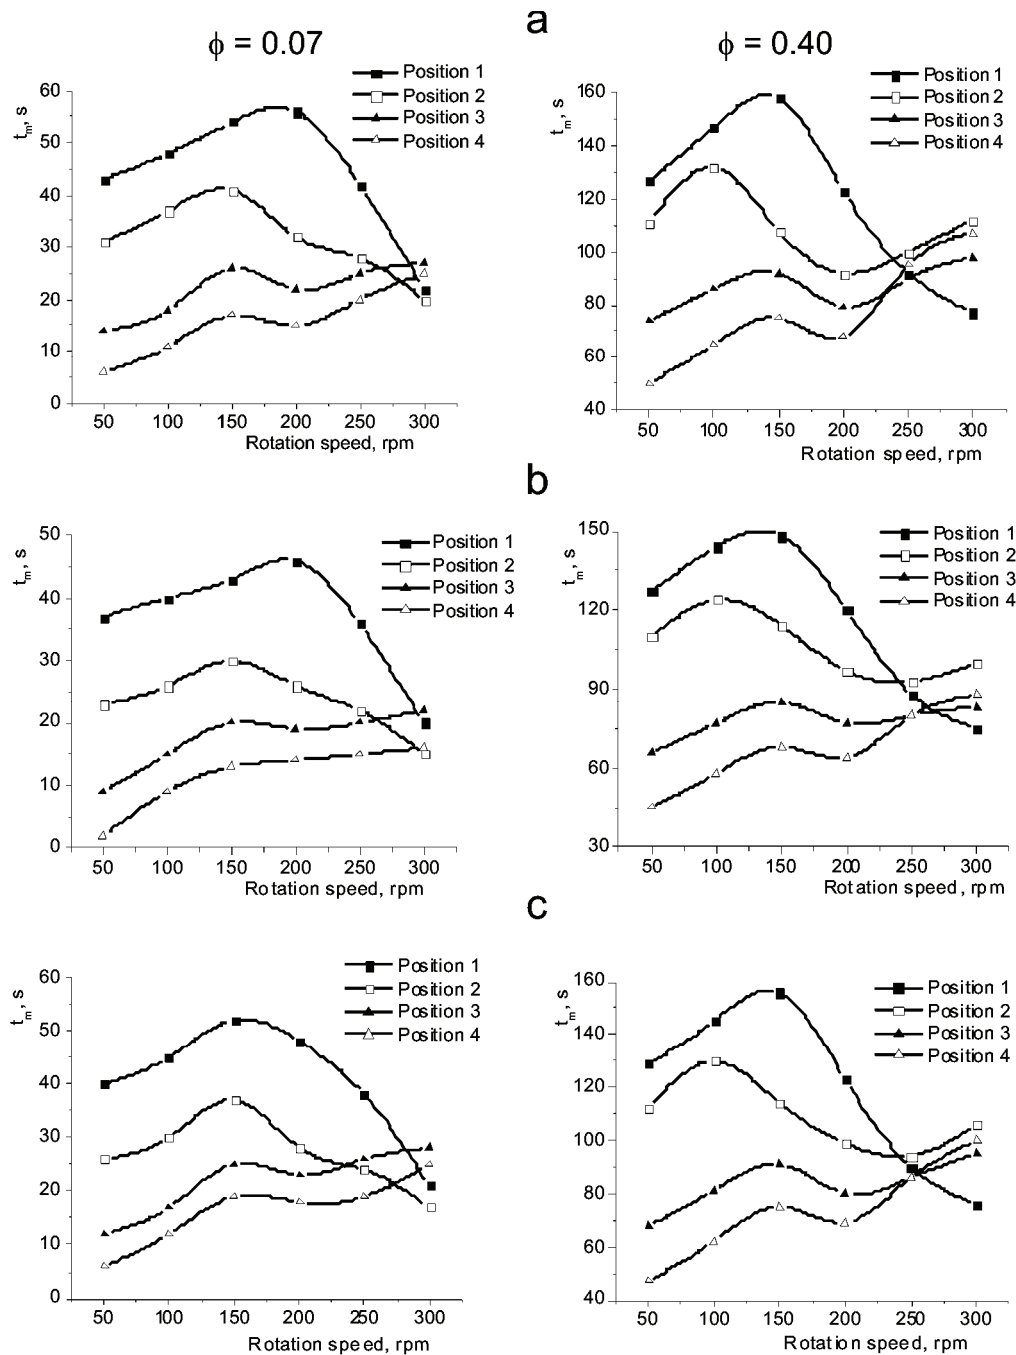 a
ϕ = 0.07
ϕ = 0.40
Position 1
Position 2
Position 3
Position 4
tm, s
60
50
40
30
20
10
0
50 100 150 200 250 300
Rotation speed, rpm
Position 1
Position 2
Position 3
Position 4
tm, s
160
140
120
100
80
60
40
50 100 150 200 250 300
Rotation speed, rpm
b
Position 1
Position 2
Position 3
Position 4
tm, s
50
40
30
20
10
0
50 100 150 200 250 300
Rotation speed, rpm
Position 1
Position 2
Position 3
Position 4
tm, s
150
120
90
60
30
50 100 150 200 250 300
Rotation speed, rpm
c
Position 1
Position 2
Position 3
Position 4
tm, s
60
50
40
30
20
10
0
50 100 150 200 250 300
Rotation speed, rpm
Position 1
Position 2
Position 3
Position 4
tm, s
160
140
120
100
80
60
40
50 100 150 200 250 300
Rotation speed, rpm